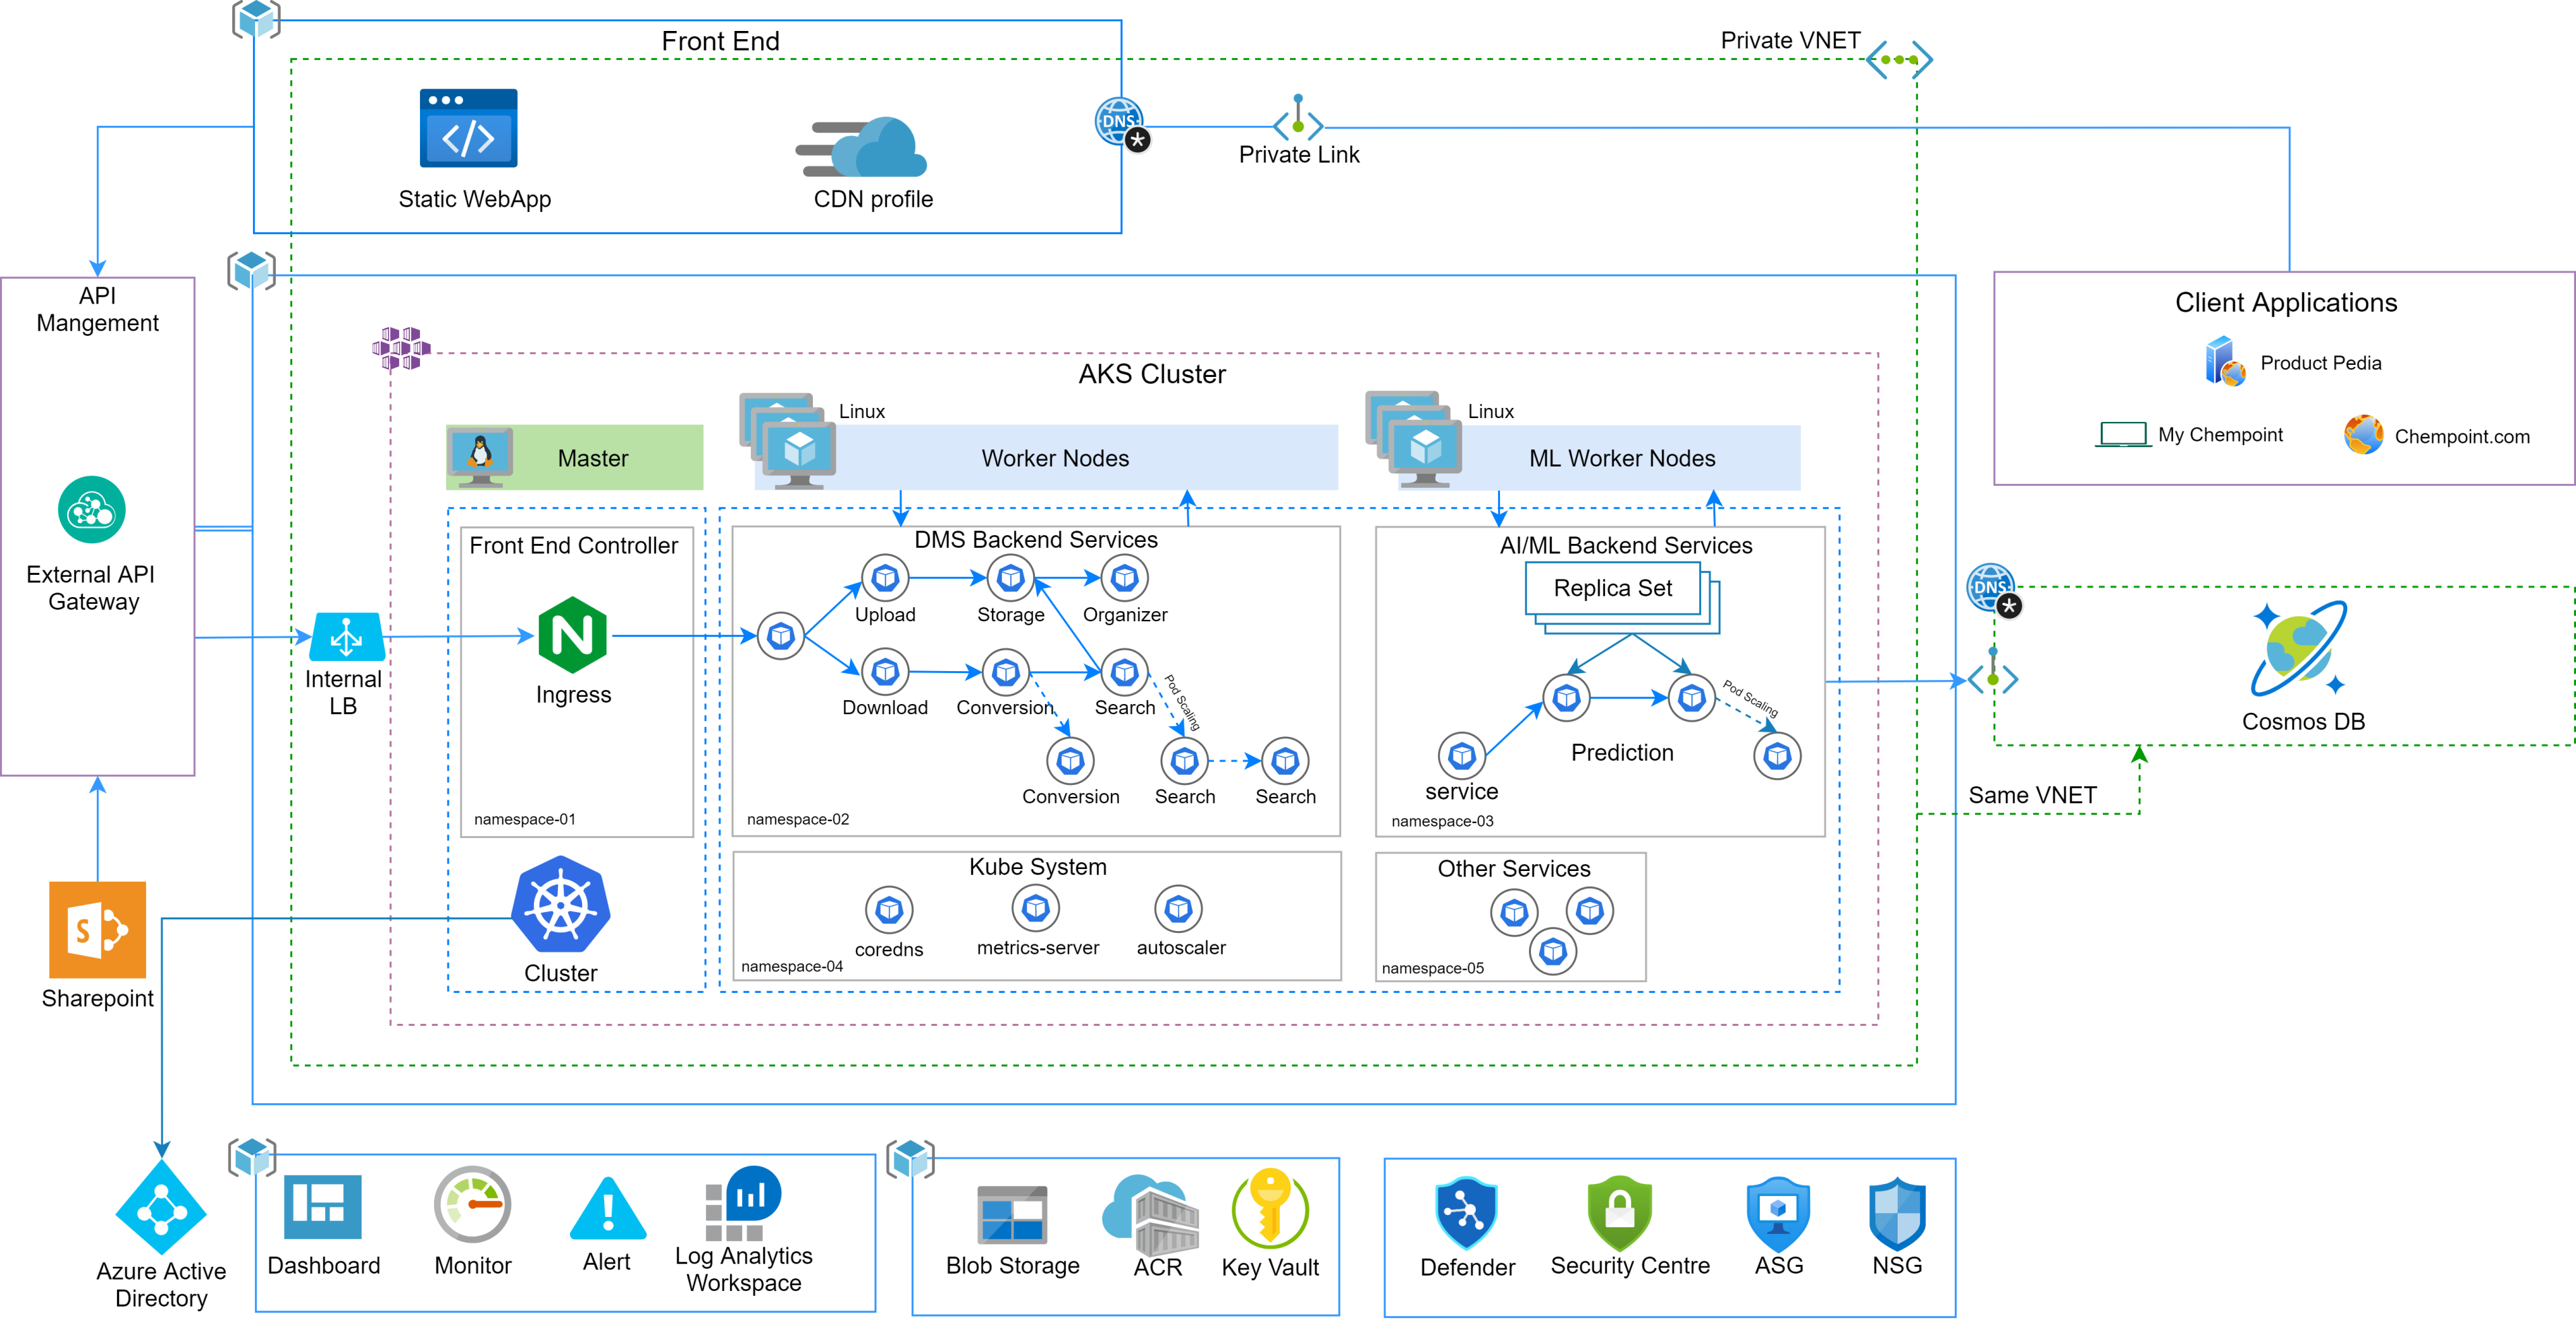 Front End
Private VNET
Static WebApp
CDN profile
DNS
Private Link
API
Mangement
External API
Gateway
Client Applications
Product Pedia
My Chempoint
Chempoint.com
AKS Cluster
Linux
Linux
Master
Worker Nodes
ML Worker Nodes
Front End Controller
Ingress
namespace-01
Internal
LB
DMS Backend Services
Upload
Storage
Organizer
Download
Conversion
Search
Pod Scaling
Conversion
Search
Search
namespace-02
AI/ML Backend Services
Replica Set
Pod Scaling
Prediction
service
namespace-03
DNS
Cosmos DB
Same VNET
Kube System
coredns
metrics-server
autoscaler
namespace-04
Other Services
namespace-05
Cluster
S
Sharepoint
Azure Active
Directory
Dashboard
Monitor
Alert
Log Analytics
Workspace
Blob Storage
ACR
Key Vault
Defender
Security Centre
ASG
NSG